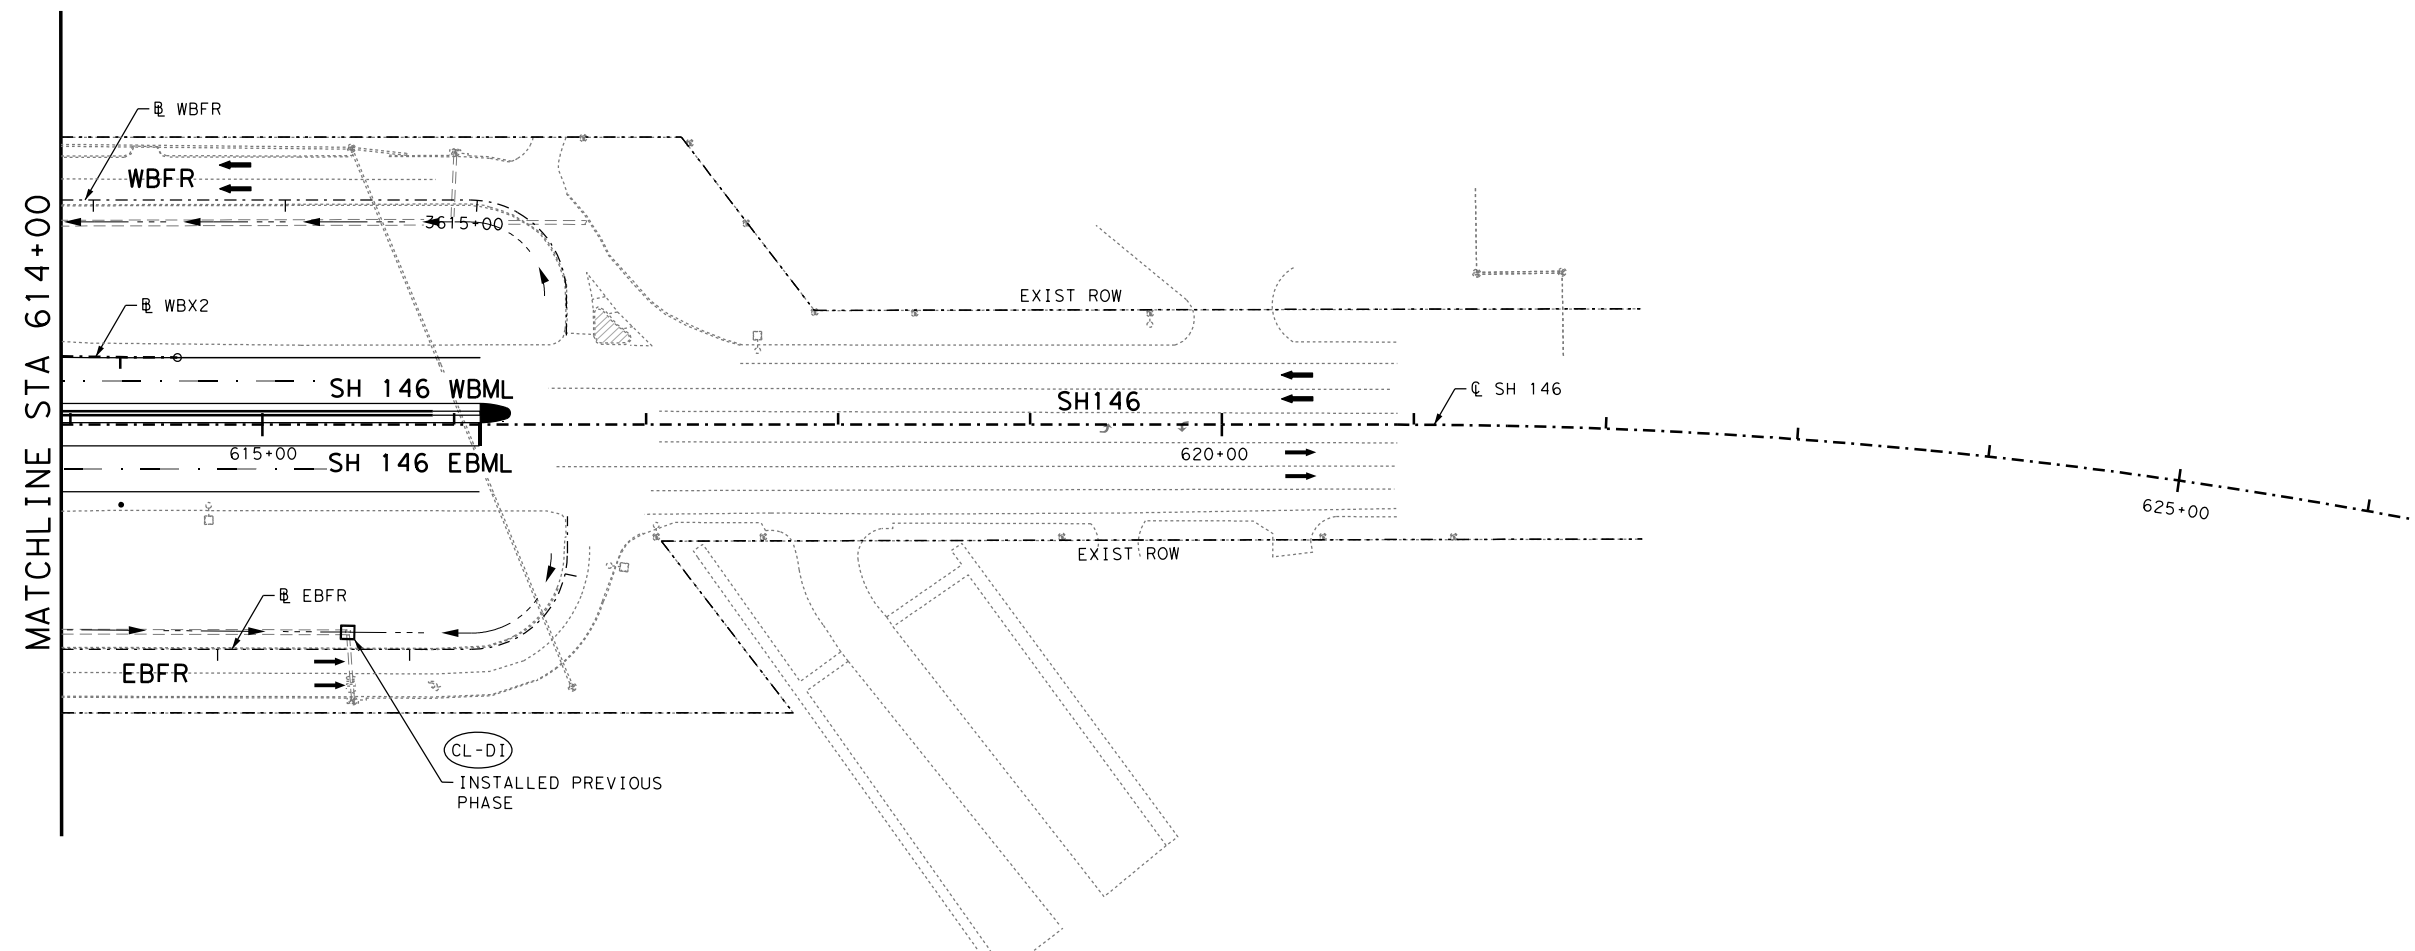 MATCHLINE STA 614+00
℄ WBFR
WBFR
3615+00
℄ WBX2
EXIST ROW
SH 146 WBML
SH146
℄ SH 146
615+00
620+00
SH 146 EBML
625+00
EXIST ROW
℄ EBFR
EBFR
CL-DI
INSTALLED PREVIOUS
PHASE